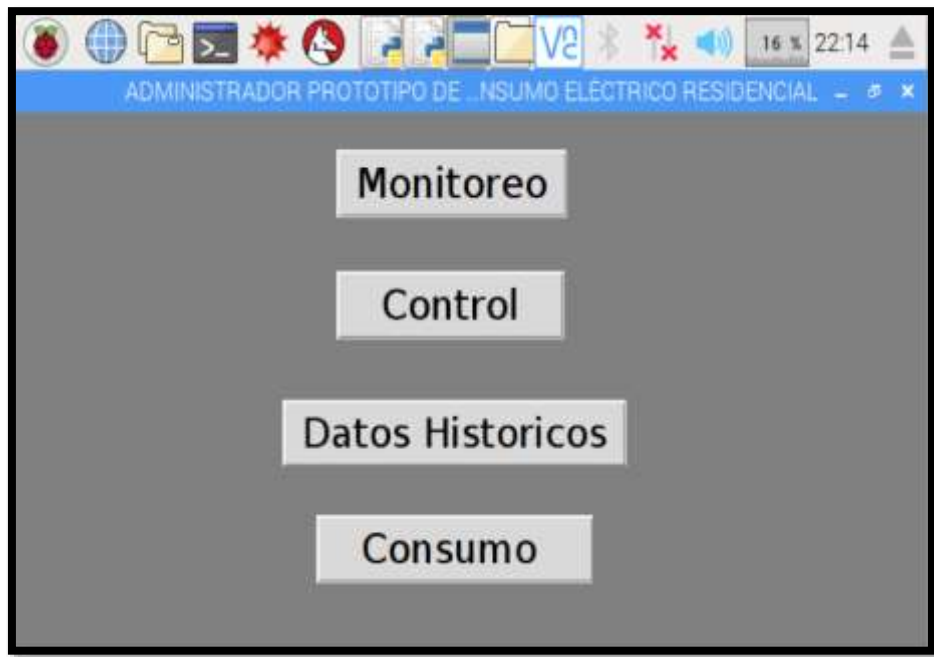 16 % 22:14
ADMINISTRADOR PROTOTIPO DE ..NSUMO ELÉCTRICO RESIDENCIAL
Monitoreo
Control
Datos Historicos
Consumo